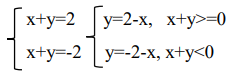 x+y=2 y=2-x, x+y>=0
x+y=-2 y=-2-x, x+y<0